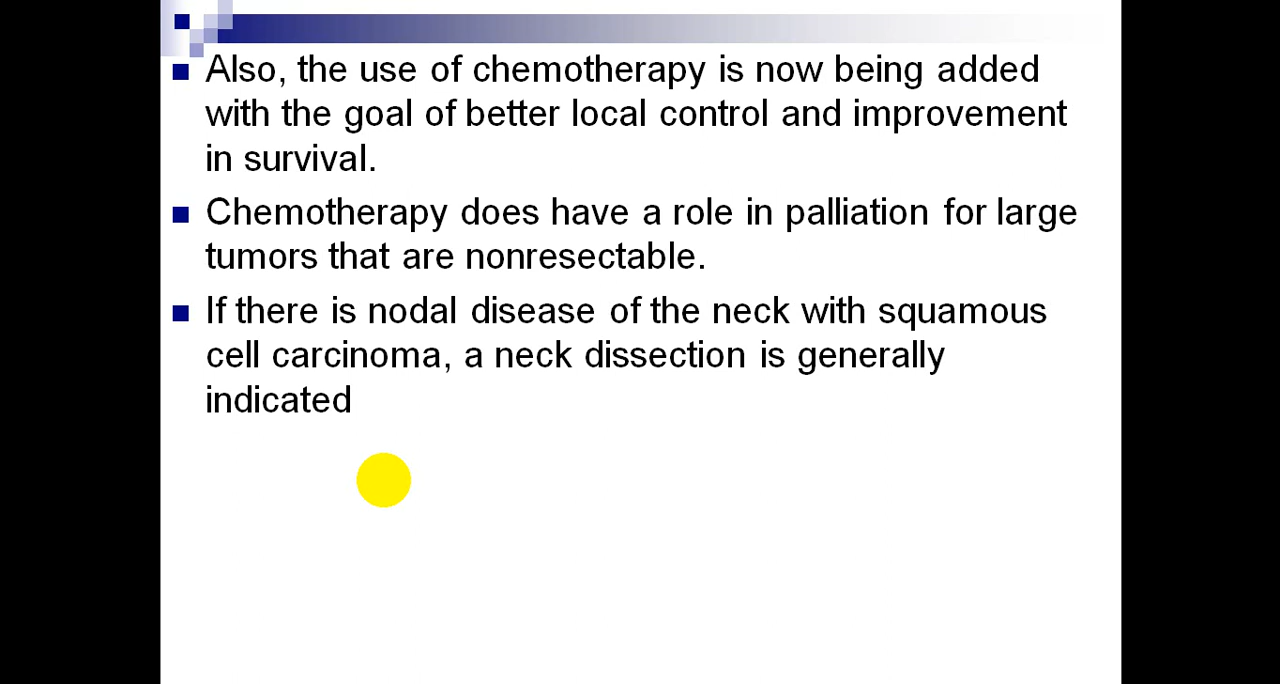 Also, the use of chemotherapy is now being added
with the goal of better local control and improvement
in survival.
Chemotherapy does have a role in palliation for large
tumors that are nonresectable.
If there is nodal disease of the neck with squamous
cell carcinoma, a neck dissection is generally
indicated